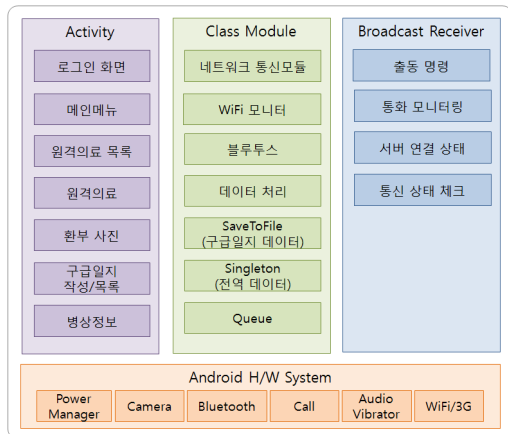 Activity
로그인 화면
메인메뉴
원격의료 목록
원격의료
환부 사진
구급일지
작성/목록
병상정보
Class Module
네트워크 통신모듈
WiFi 모니터
블루투스
데이터 처리
SaveToFile
(구급일지 데이터)
Singleton
(전역 데이터)
Queue
Broadcast Receiver
출동 명령
통화 모니터링
서버 연결 상태
통신 상태 체크
Android H/W System
Power
Manager
Camera
Bluetooth
Call
Audio
Vibrator
WiFi/3G